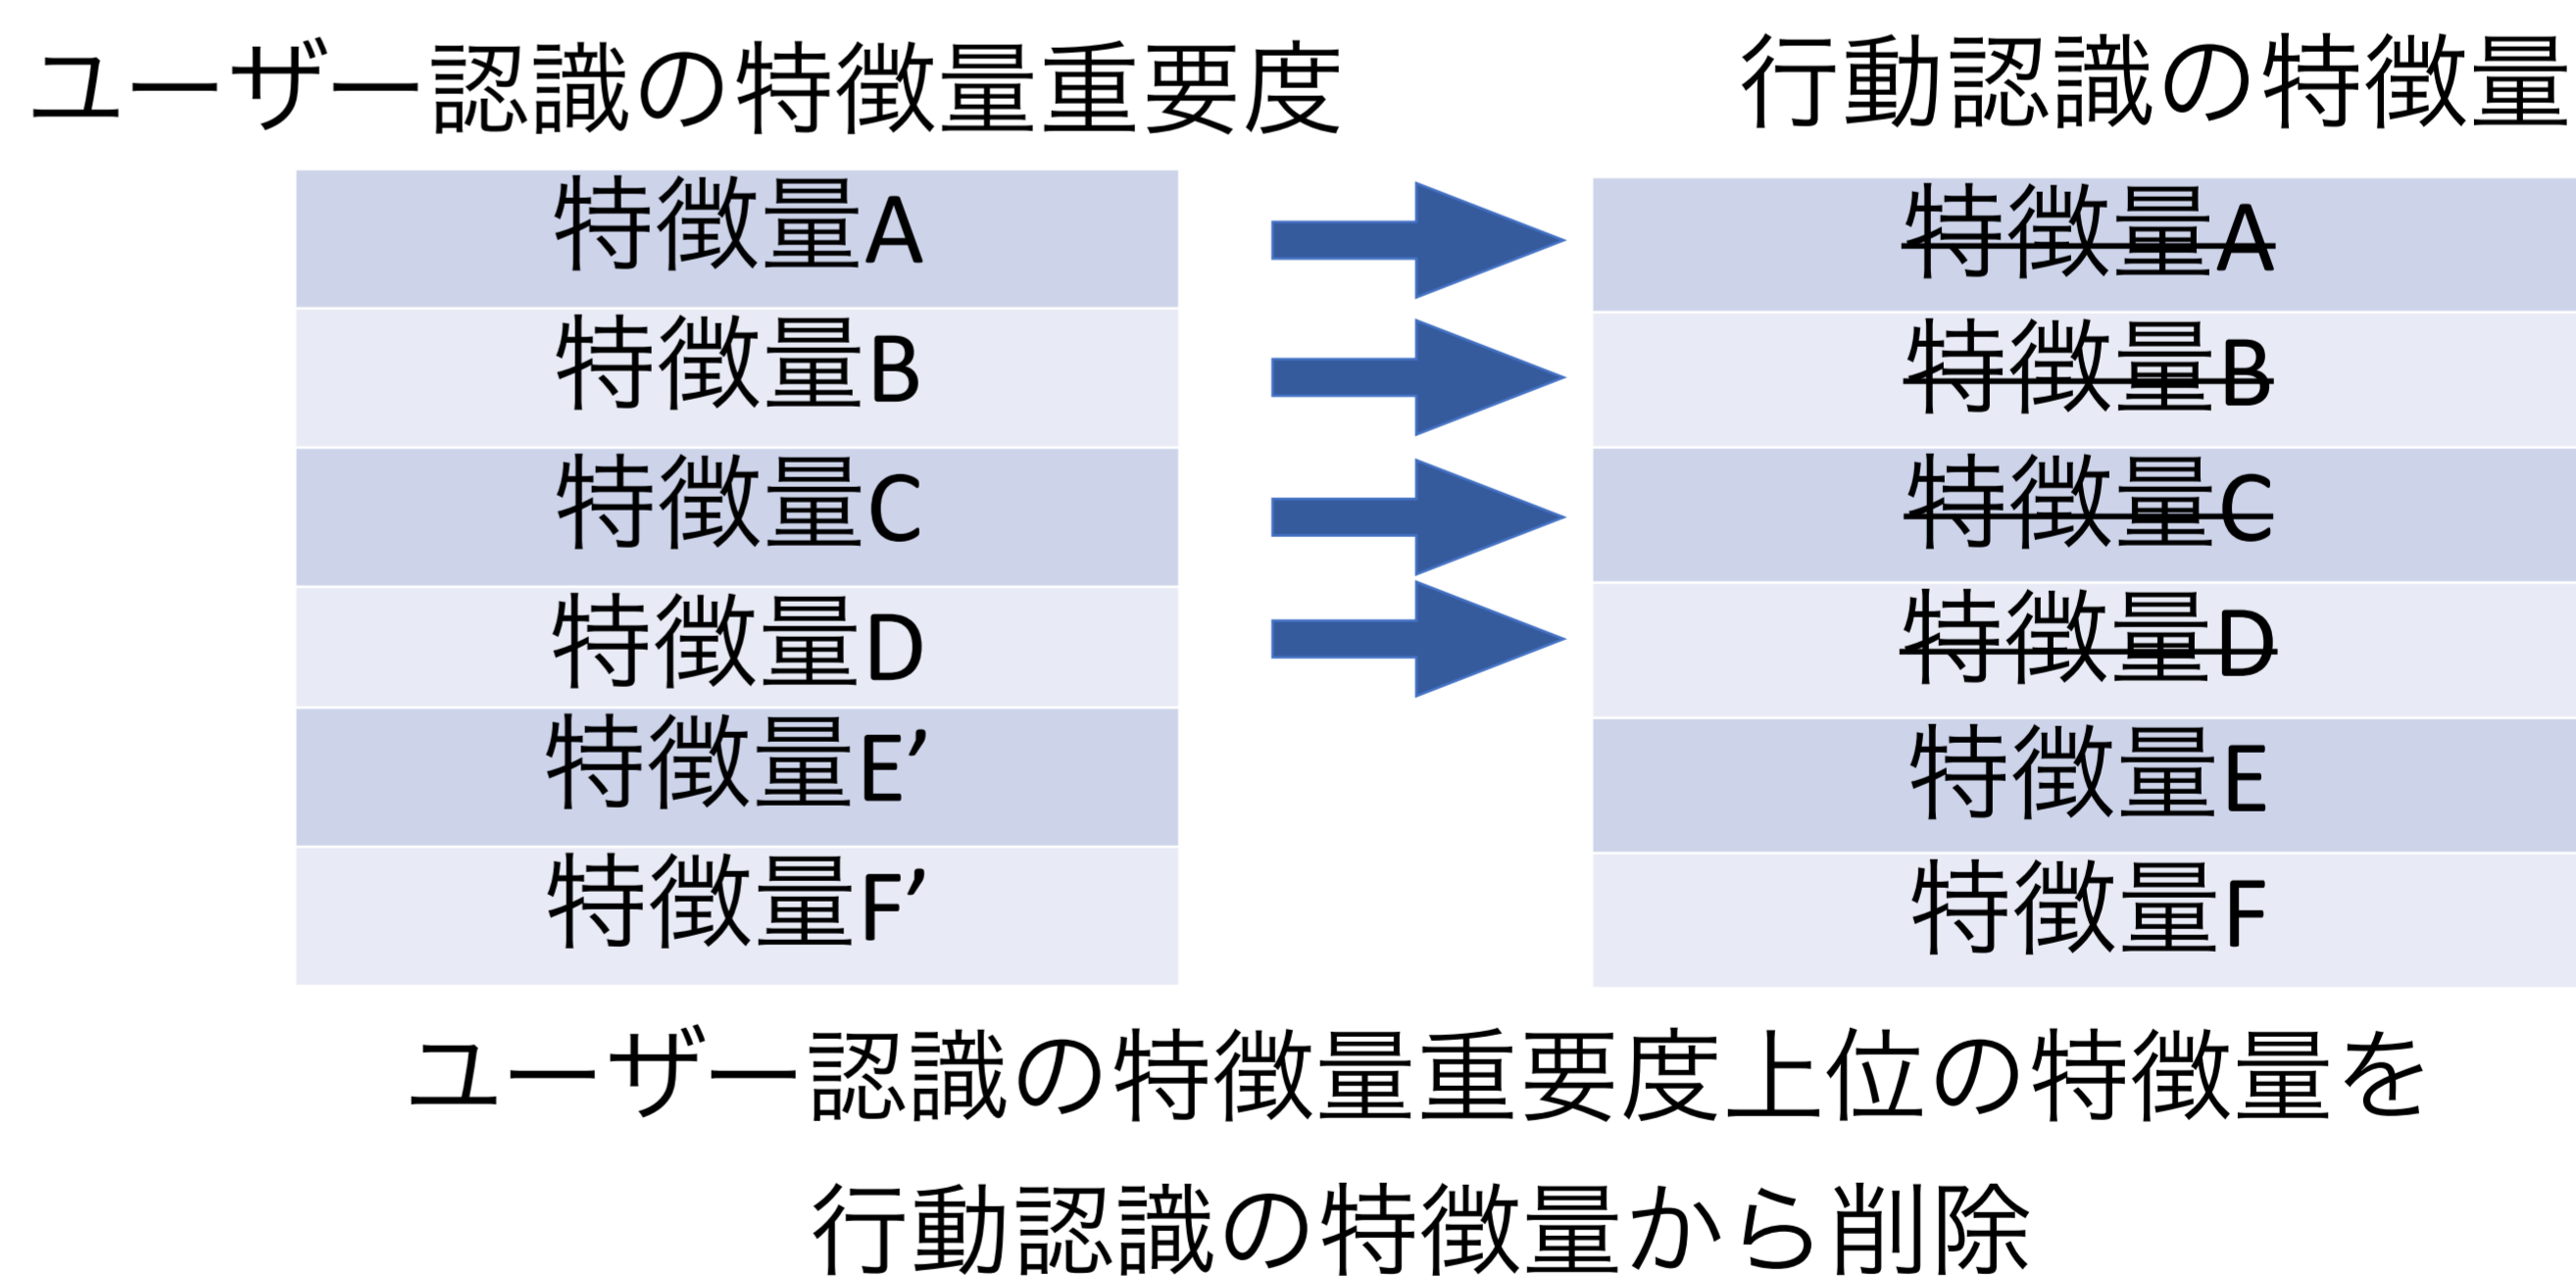 ユーザー認識の特徴量重要度
行動認識の特徴量
特徴量A
特徴量B
特徴量C
特徴量D
特徴量E’
特徴量F’
特徴量A
特徴量B
特徴量C
特徴量D
特徴量E
特徴量F
ユーザー認識の特徴量重要度上位の特徴量を
行動認識の特徴量から削除